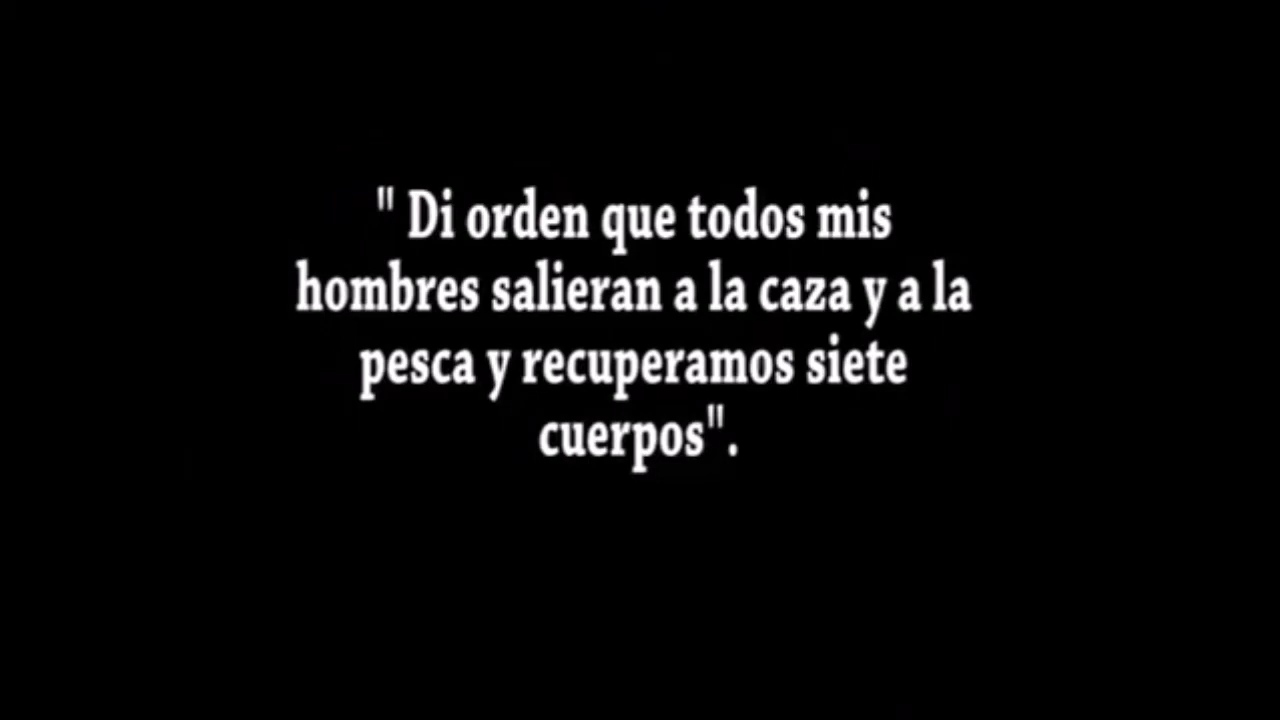 " Di orden que todos mis
hombres salieran a la caza y a la
pesca y recuperamos siete
cuerpos".